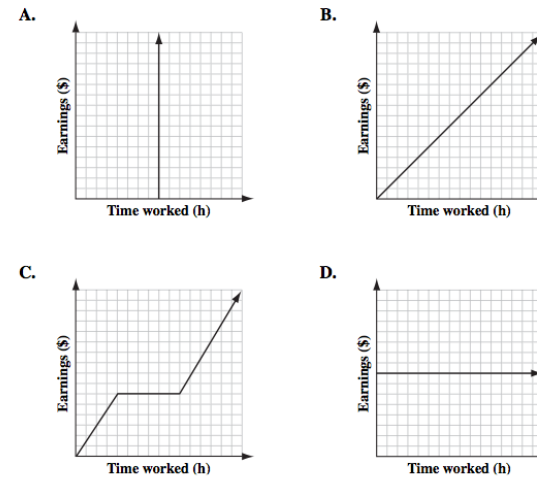 A.
Earnings ($)
Time worked (h)
B.
Earnings ($)
Time worked (h)
C.
Earnings ($)
Time worked (h)
D.
Earnings ($)
Time worked (h)